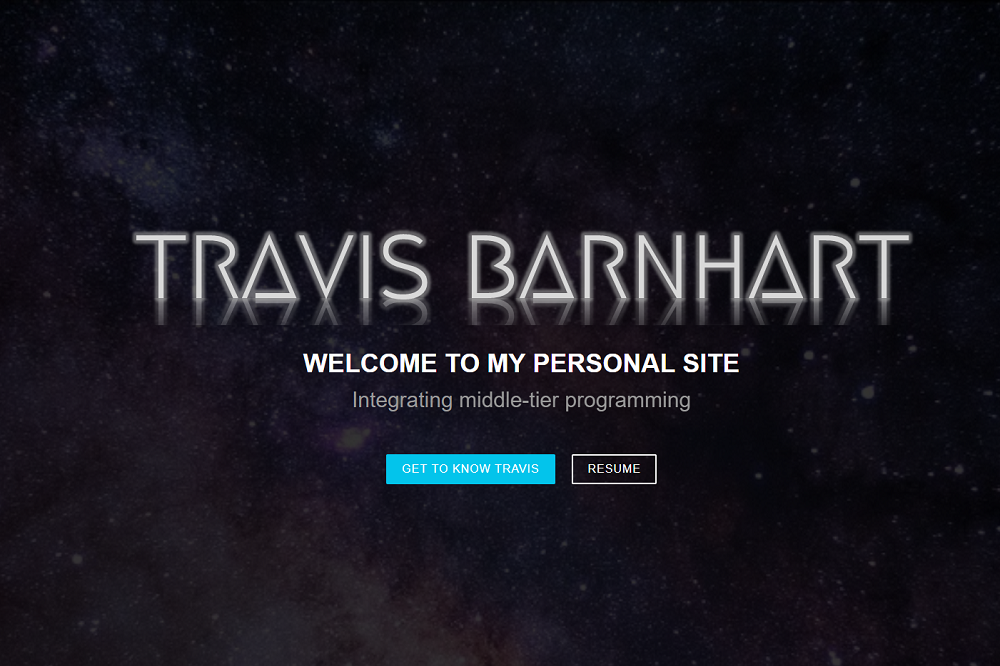 TRAVIS BARNHART
WELCOME TO MY PERSONAL SITE
Integrating middle-tier programming
GET TO KNOW TRAVIS
RESUME